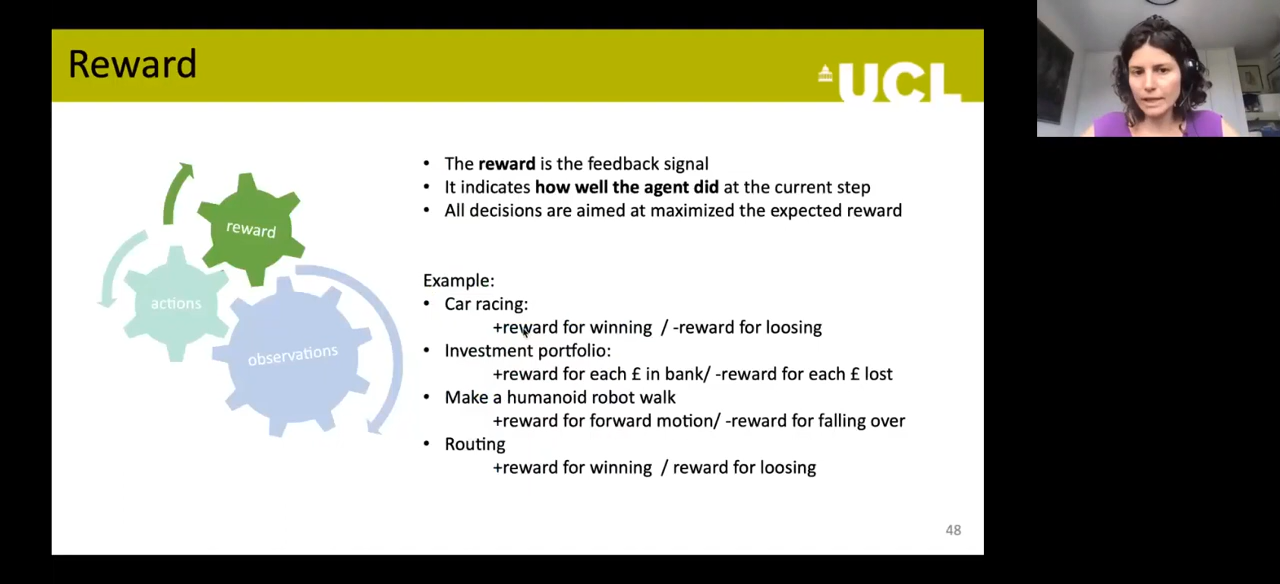 Reward
UCL
reward
actions
observations
• The reward is the feedback signal
• It indicates how well the agent did at the current step
• All decisions are aimed at maximized the expected reward
Example:
• Car racing:
+reward for winning / -reward for loosing
• Investment portfolio:
+reward for each £ in bank/ -reward for each £ lost
• Make a humanoid robot walk
+reward for forward motion/ -reward for falling over
• Routing
+reward for winning / reward for loosing
48